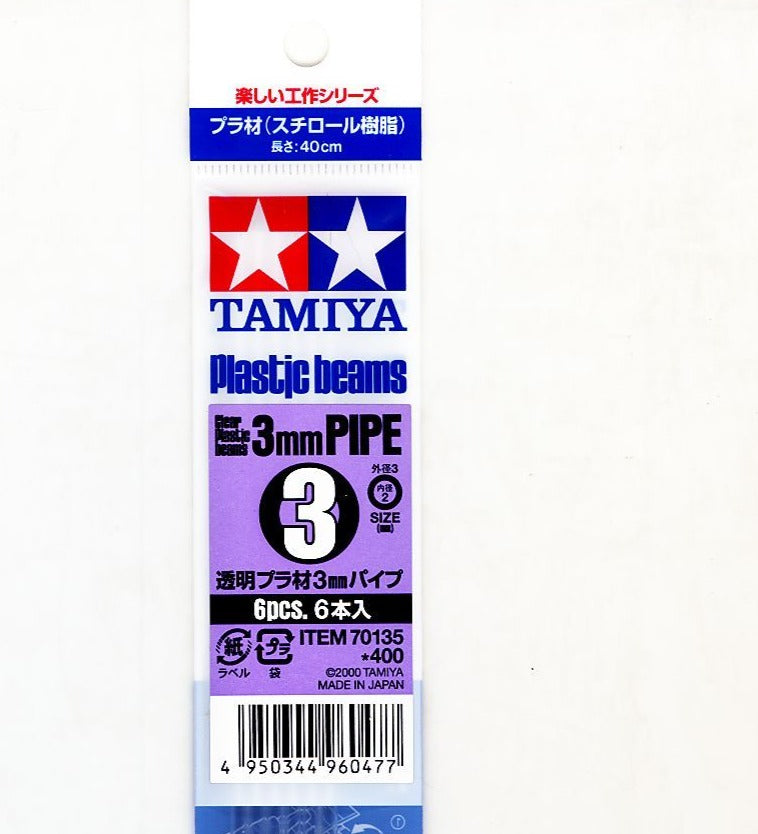 楽しい工作シリーズ
プラ材(スチロール樹脂)
長さ:40cm
TAMIYA
Plastic beams
Clear
Plastic
beams
3mm PIPE
外径3
内径
2
3
SIZE
(mm)
透明プラ材3mmパイプ
6pcs. 6本入
紙
ラベル
プラ
袋
ITEM 70135
*400
©2000 TAMIYA
MADE IN JAPAN
4 950344 960477